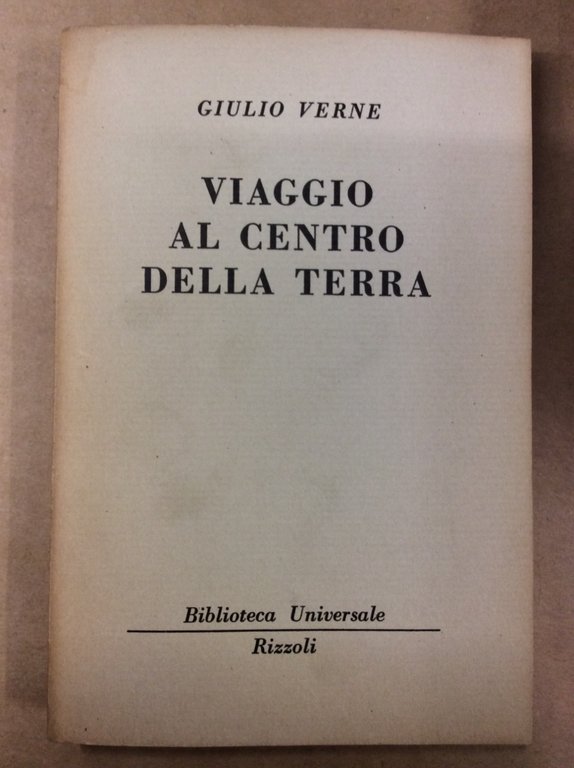 GIULIO VERNE
VIAGGIO
AL CENTRO
DELLA TERRA
Biblioteca Universale
Rizzoli